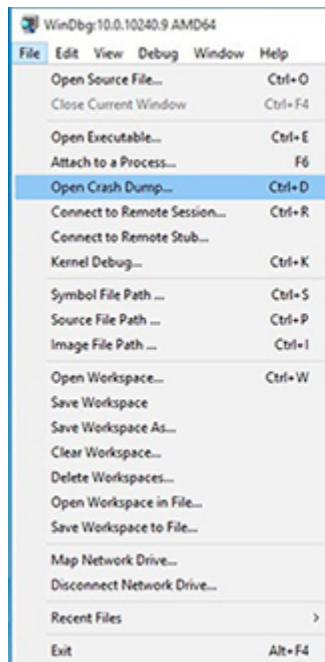 WinDbg:10.0.10240.9 AMD64
File Edit View Debug Window Help
Open Source File... Ctrl+O
Close Current Window Ctrl+F4
Open Executable... Ctrl+E
Attach to a Process... F6
Open Crash Dump... Ctrl+D
Connect to Remote Session... Ctrl+R
Connect to Remote Stub...
Kernel Debug... Ctrl+K
Symbol File Path ... Ctrl+S
Source File Path ... Ctrl+P
Image File Path ... Ctrl+I
Open Workspace... Ctrl+W
Save Workspace
Save Workspace As...
Clear Workspace...
Delete Workspaces...
Open Workspace in File...
Save Workspace to File...
Map Network Drive...
Disconnect Network Drive...
Recent Files >
Exit Alt+F4